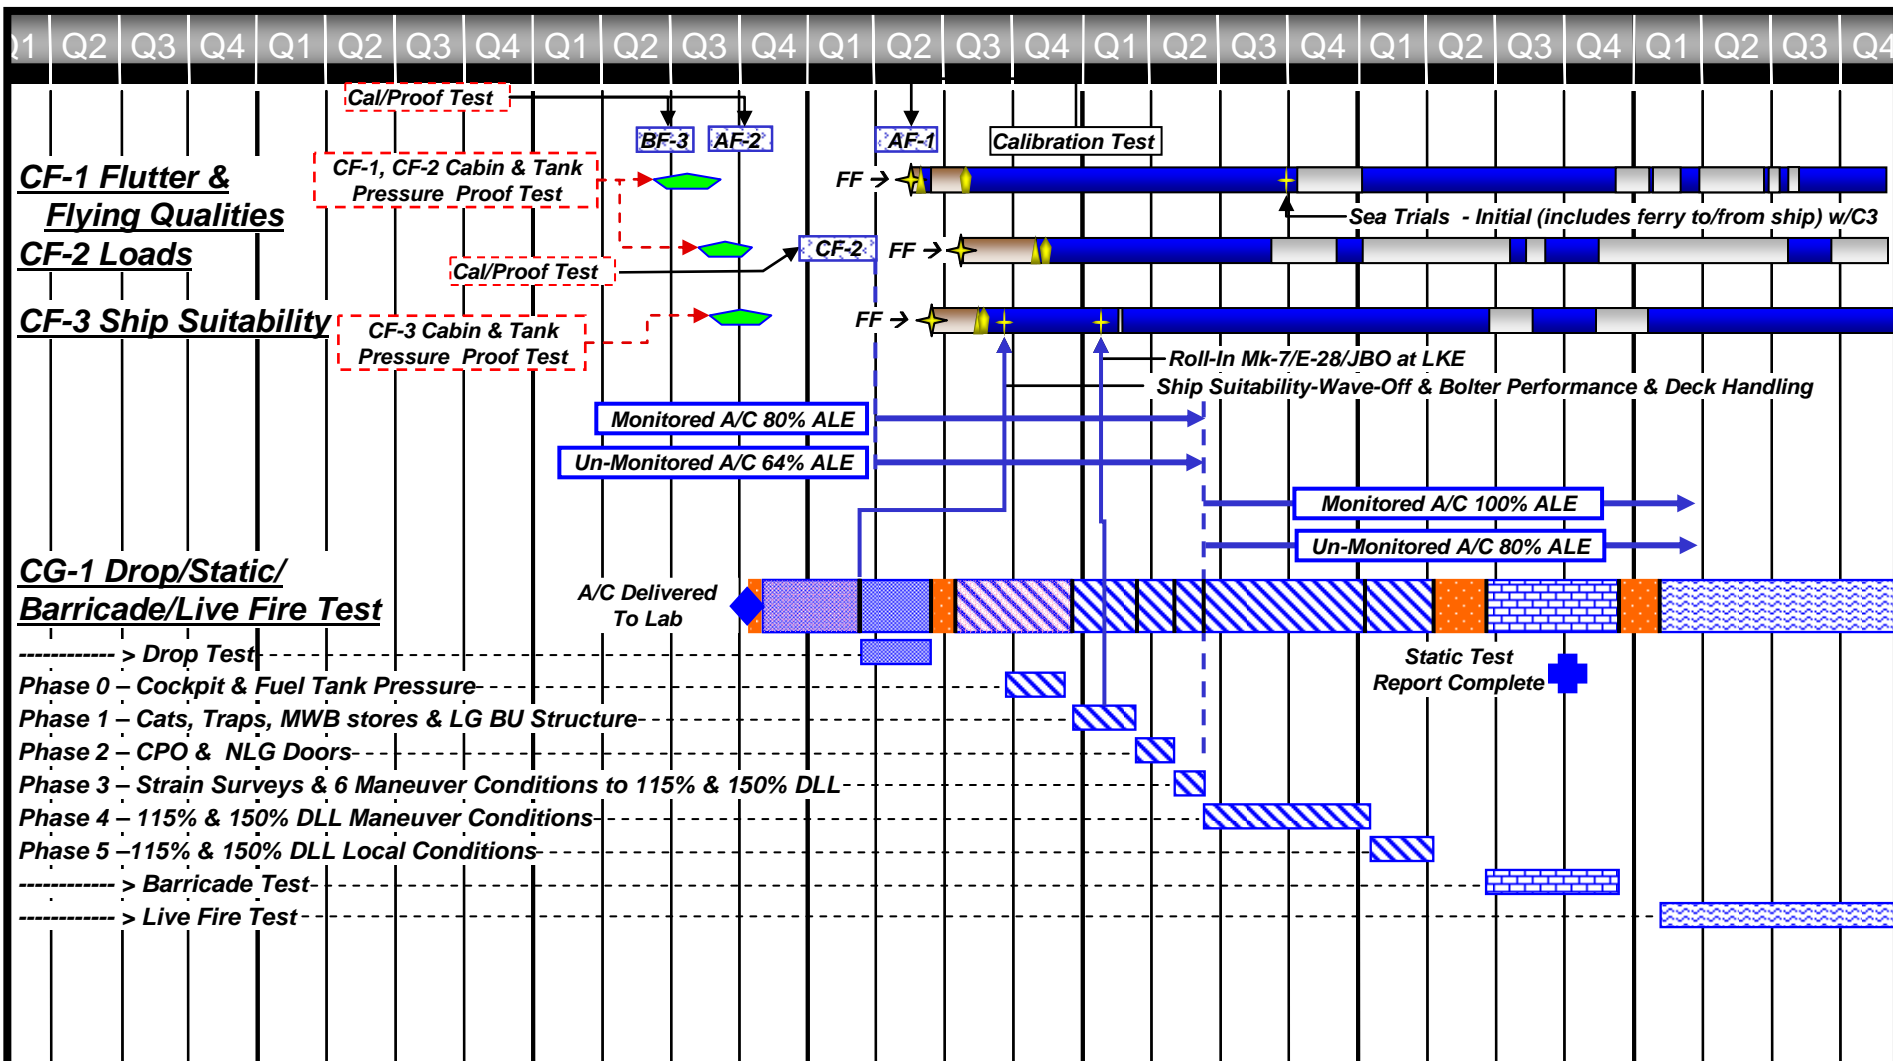 Q1 Q2 Q3 Q4 Q1 Q2 Q3 Q4 Q1 Q2 Q3 Q4 Q1 Q2 Q3 Q4 Q1 Q2 Q3 Q4 Q1 Q2 Q3 Q4 Q1 Q2 Q3 Q4
Cal/Proof Test
BF-3 AF-2 AF-1 Calibration Test
CF-1 Flutter &
Flying Qualities
CF-1, CF-2 Cabin & Tank
Pressure Proof Test
FF →
Sea Trials - Initial (includes ferry to/from ship) w/C3
CF-2 Loads
Cal/Proof Test
CF-2 FF →
CF-3 Ship Suitability
CF-3 Cabin & Tank
Pressure Proof Test
FF →
Roll-In Mk-7/E-28/JBO at LKE
Ship Suitability-Wave-Off & Bolter Performance & Deck Handling
Monitored A/C 80% ALE
Un-Monitored A/C 64% ALE
Monitored A/C 100% ALE
Un-Monitored A/C 80% ALE
CG-1 Drop/Static/
Barricade/Live Fire Test
A/C Delivered
To Lab
------------ > Drop Test
Static Test
Report Complete
Phase 0 – Cockpit & Fuel Tank Pressure
Phase 1 – Cats, Traps, MWB stores & LG BU Structure
Phase 2 – CPO & NLG Doors
Phase 3 – Strain Surveys & 6 Maneuver Conditions to 115% & 150% DLL
Phase 4 – 115% & 150% DLL Maneuver Conditions
Phase 5 –115% & 150% DLL Local Conditions
------------ > Barricade Test
------------ > Live Fire Test